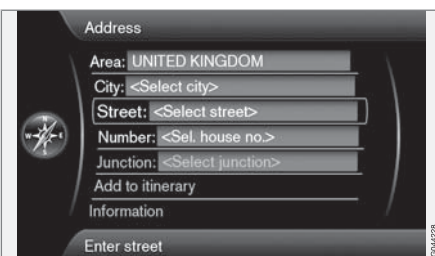 Address
Area: UNITED KINGDOM
City: <Select city>
Street: <Select street>
N
W
E
S
Number: <Sel. house no.>
Junction: <Select junction>
Add to itinerary
Information
Enter street
G044228